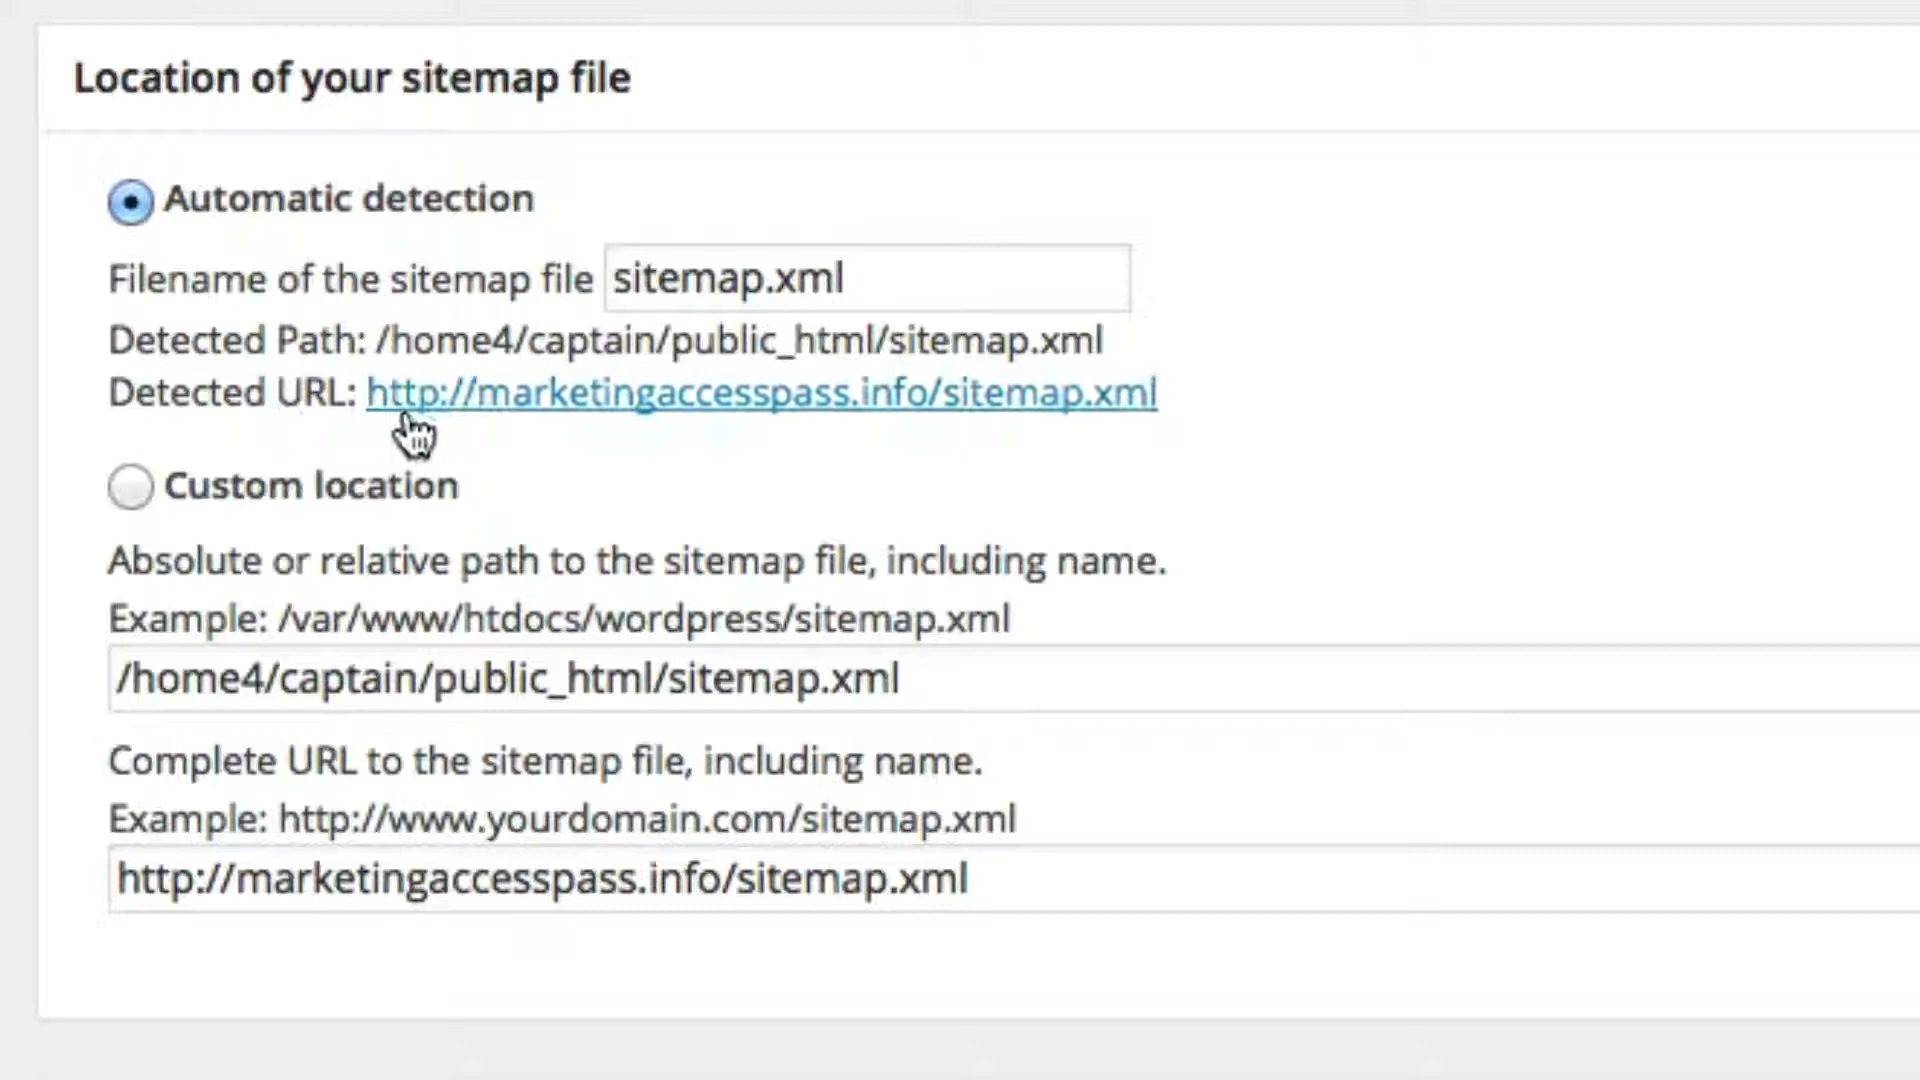 Location of your sitemap file
Automatic detection
Filename of the sitemap file sitemap.xml
Detected Path: /home4/captain/public_html/sitemap.xml
Detected URL: http://marketingaccesspass.info/sitemap.xml
Custom location
Absolute or relative path to the sitemap file, including name.
Example: /var/www/htdocs/wordpress/sitemap.xml
/home4/captain/public_html/sitemap.xml
Complete URL to the sitemap file, including name.
Example: http://www.yourdomain.com/sitemap.xml
http://marketingaccesspass.info/sitemap.xml